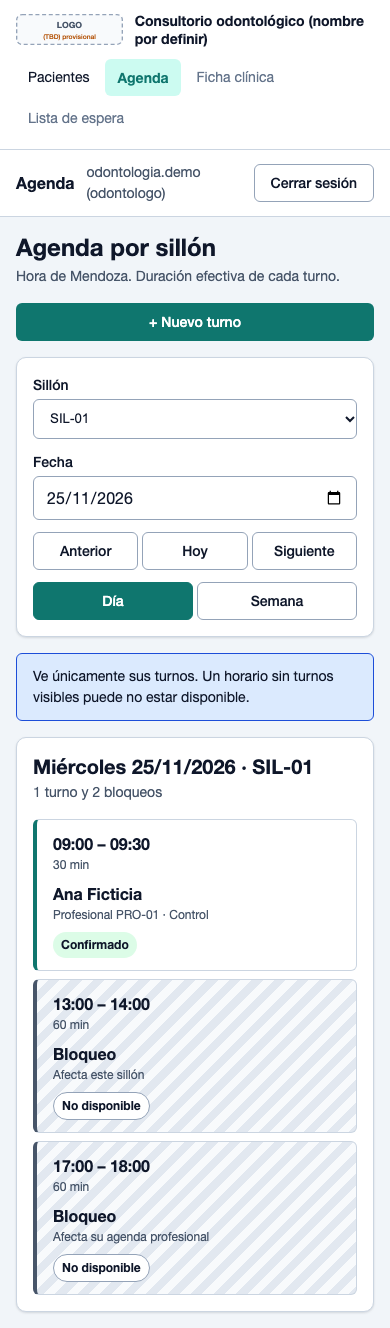 LOGO
(TBD) provisional
Consultorio odontológico (nombre
por definir)
Pacientes
Agenda
Ficha clínica
Lista de espera
Agenda
odontologia.demo
(odontologo)
Cerrar sesión
Agenda por sillón
Hora de Mendoza. Duración efectiva de cada turno.
+ Nuevo turno
Sillón
SIL-01
Fecha
25/11/2026
Anterior
Hoy
Siguiente
Día
Semana
Ve únicamente sus turnos. Un horario sin turnos
visibles puede no estar disponible.
Miércoles 25/11/2026 · SIL-01
1 turno y 2 bloqueos
09:00 – 09:30
30 min
Ana Ficticia
Profesional PRO-01 · Control
Confirmado
13:00 – 14:00
60 min
Bloqueo
Afecta este sillón
No disponible
17:00 – 18:00
60 min
Bloqueo
Afecta su agenda profesional
No disponible